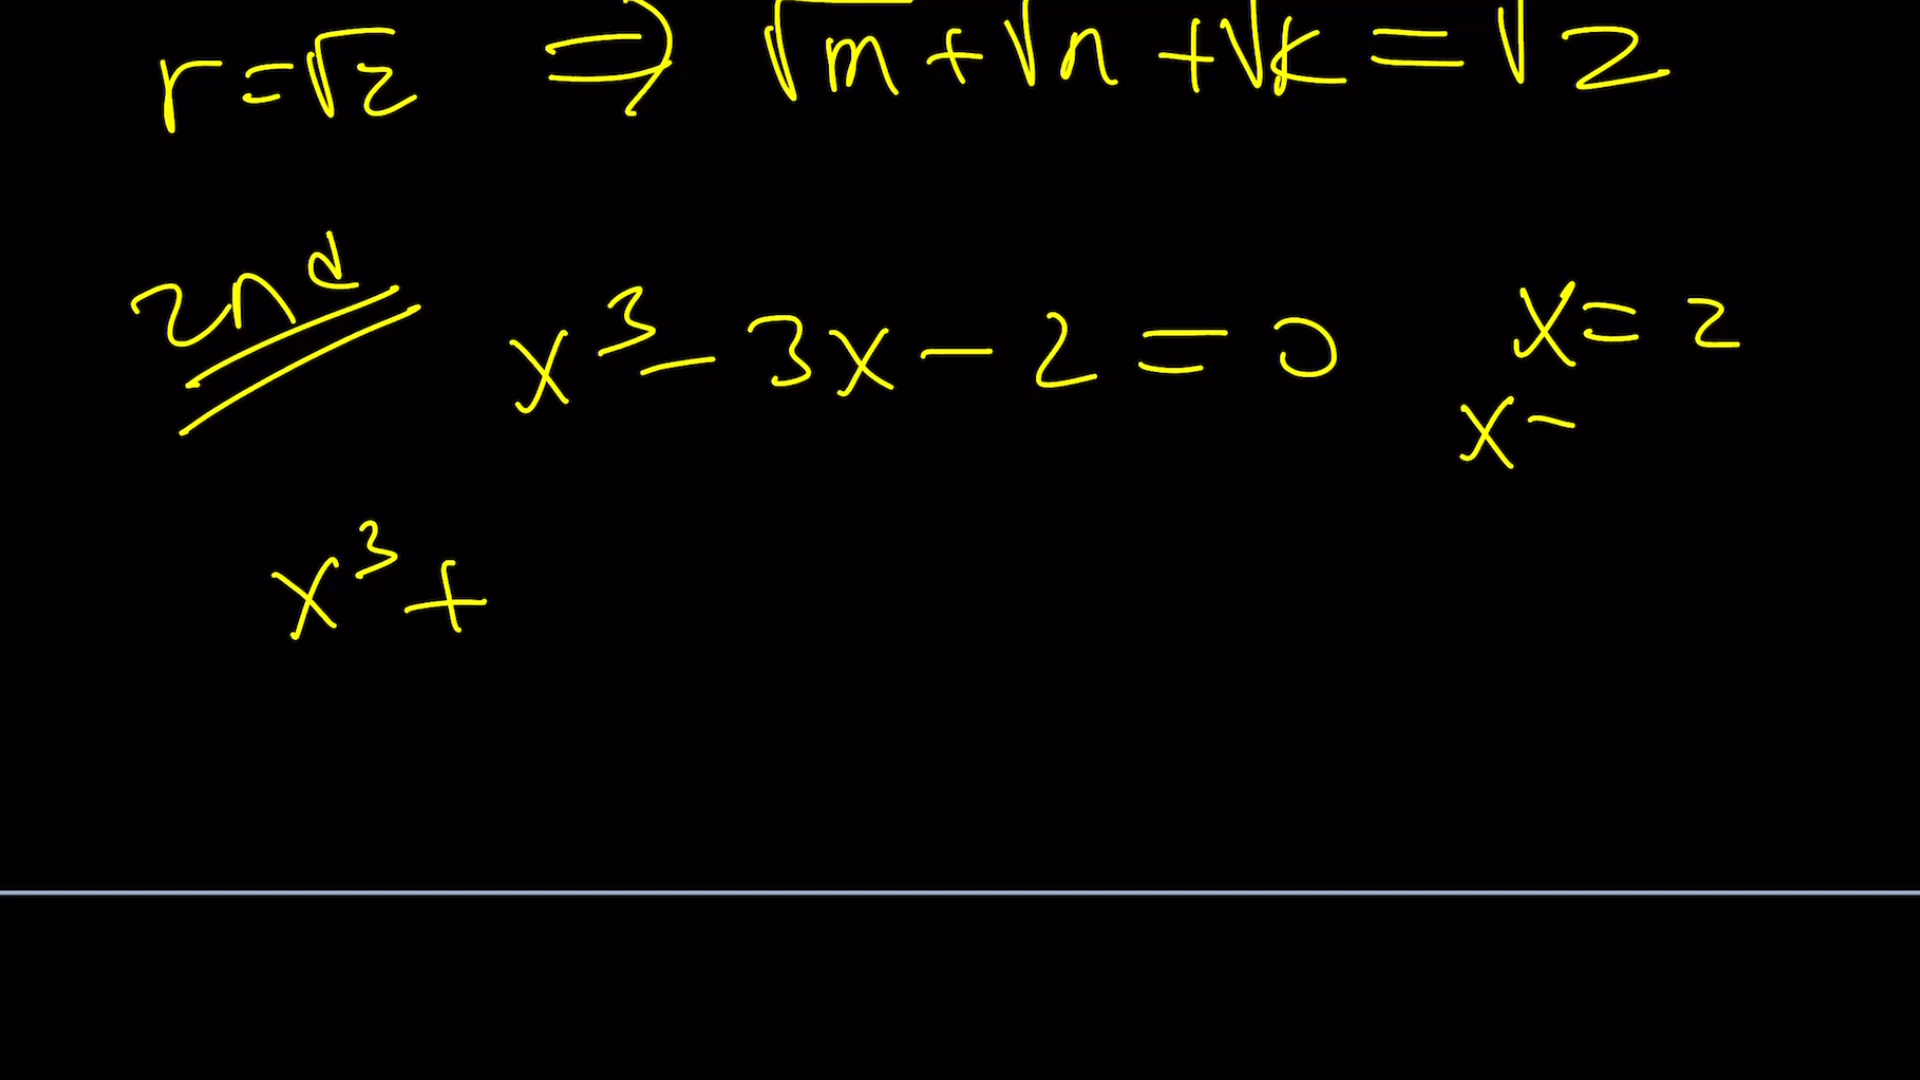 r=√2 ⇒ √m+√n+√k=√2
2nd x³-3x-2=0 x=2
x-
x³+